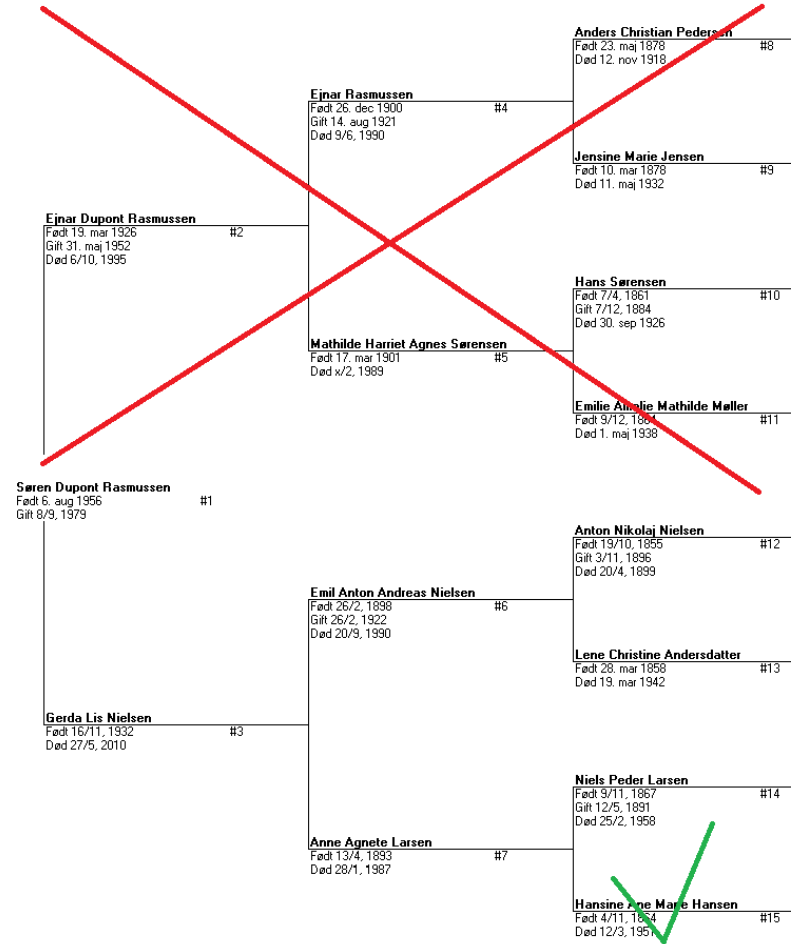 Anders Christian Pedersen
Født 23. maj 1878 #8
Død 12. nov 1918
Ejnar Rasmussen
Født 26. dec 1900 #4
Gift 14. aug 1921
Død 9/6, 1990
Jensine Marie Jensen
Født 10. mar 1878 #9
Død 11. maj 1932
Ejnar Dupont Rasmussen
Født 19. mar 1926 #2
Gift 31. maj 1952
Død 6/10, 1995
Hans Sørensen
Født 7/4, 1861 #10
Gift 7/12, 1884
Død 30. sep 1926
Mathilde Harriet Agnes Sørensen
Født 17. mar 1901 #5
Død x/2, 1989
Emilie Amalie Mathilde Møller
Født 9/12, #11
Død 1. maj 1938
Søren Dupont Rasmussen
Født 6. aug 1956 #1
Gift 8/9, 1979
Anton Nikolaj Nielsen
Født 19/10, 1855 #12
Gift 3/11, 1896
Død 20/4, 1899
Emil Anton Andreas Nielsen
Født 26/2, 1898 #6
Gift 26/2, 1922
Død 20/9, 1990
Lene Christine Andersdatter
Født 28. mar 1858 #13
Død 19. mar 1942
Gerda Lis Nielsen
Født 16/11, 1932 #3
Død 27/5, 2010
Niels Peder Larsen
Født 9/11, 1867 #14
Gift 12/5, 1891
Død 25/2, 1958
Anne Agnete Larsen
Født 13/4, 1893 #7
Død 28/1, 1987
Hansine Ane Marie Hansen
Født 4/11, #15
Død 12/3,